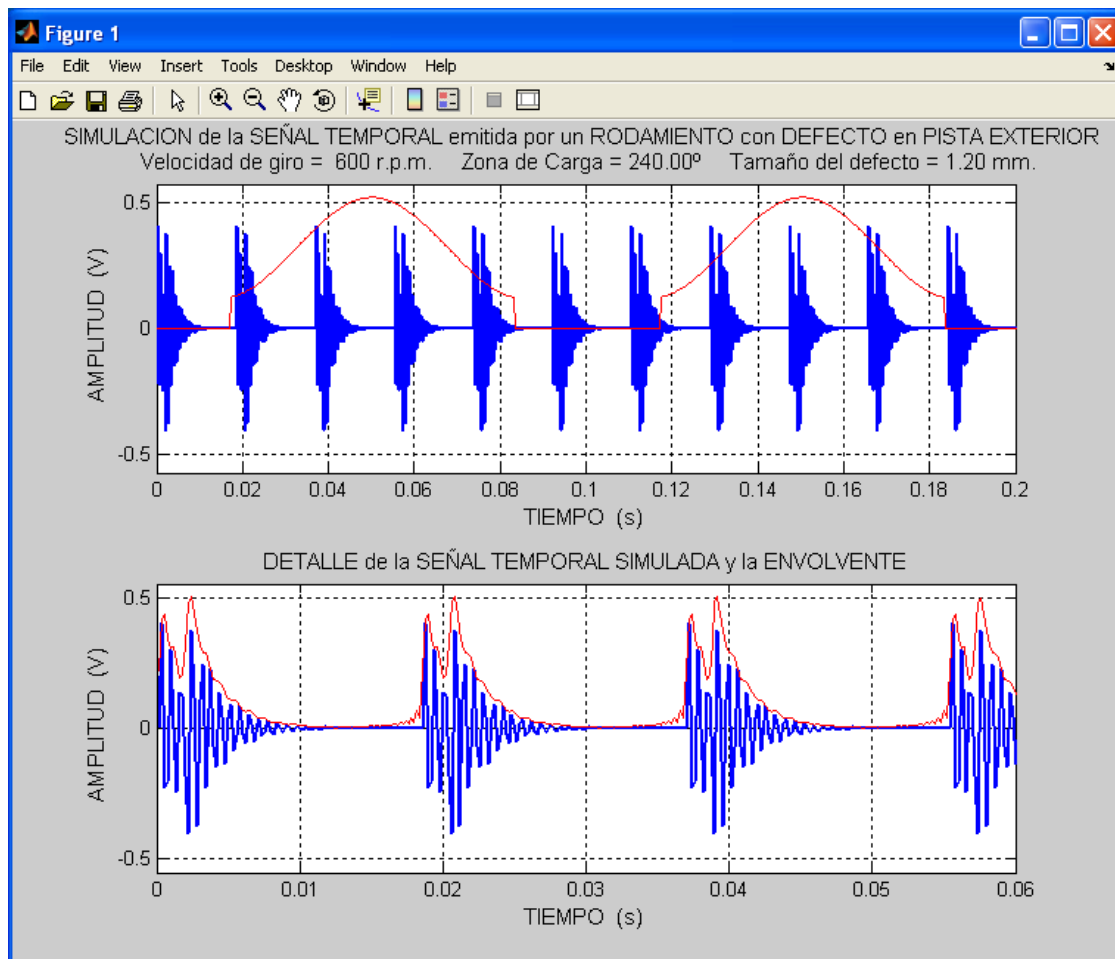 Figure 1
File Edit View Insert Tools Desktop Window Help
SIMULACION de la SEÑAL TEMPORAL emitida por un RODAMIENTO con DEFECTO en PISTA EXTERIOR
Velocidad de giro = 600 r.p.m. Zona de Carga = 240.00º Tamaño del defecto = 1.20 mm.
AMPLITUD (V)
0.5
0
-0.5
0 0.02 0.04 0.06 0.08 0.1 0.12 0.14 0.16 0.18 0.2
TIEMPO (s)
DETALLE de la SEÑAL TEMPORAL SIMULADA y la ENVOLVENTE
AMPLITUD (V)
0.5
0
-0.5
0 0.01 0.02 0.03 0.04 0.05 0.06
TIEMPO (s)